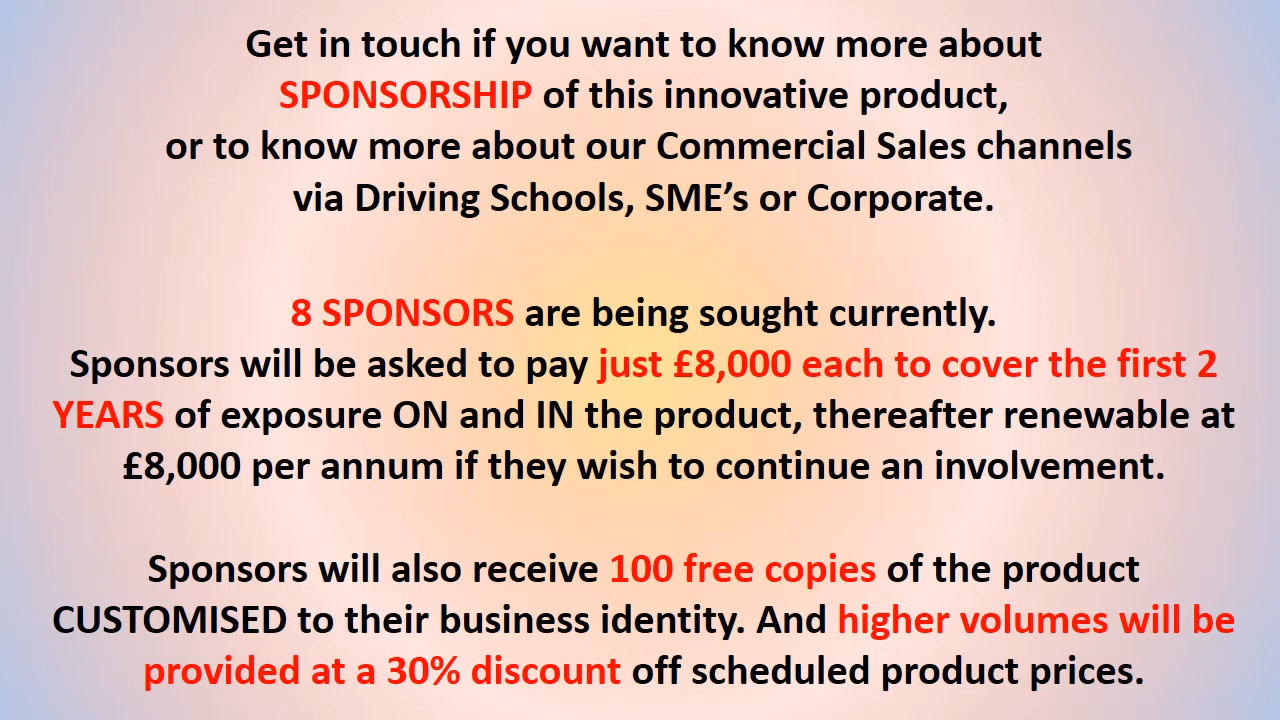 Get in touch if you want to know more about
SPONSORSHIP of this innovative product,
or to know more about our Commercial Sales channels
via Driving Schools, SME’s or Corporate.
8 SPONSORS are being sought currently.
Sponsors will be asked to pay just £8,000 each to cover the first 2
YEARS of exposure ON and IN the product, thereafter renewable at
£8,000 per annum if they wish to continue an involvement.
Sponsors will also receive 100 free copies of the product
CUSTOMISED to their business identity. And higher volumes will be
provided at a 30% discount off scheduled product prices.